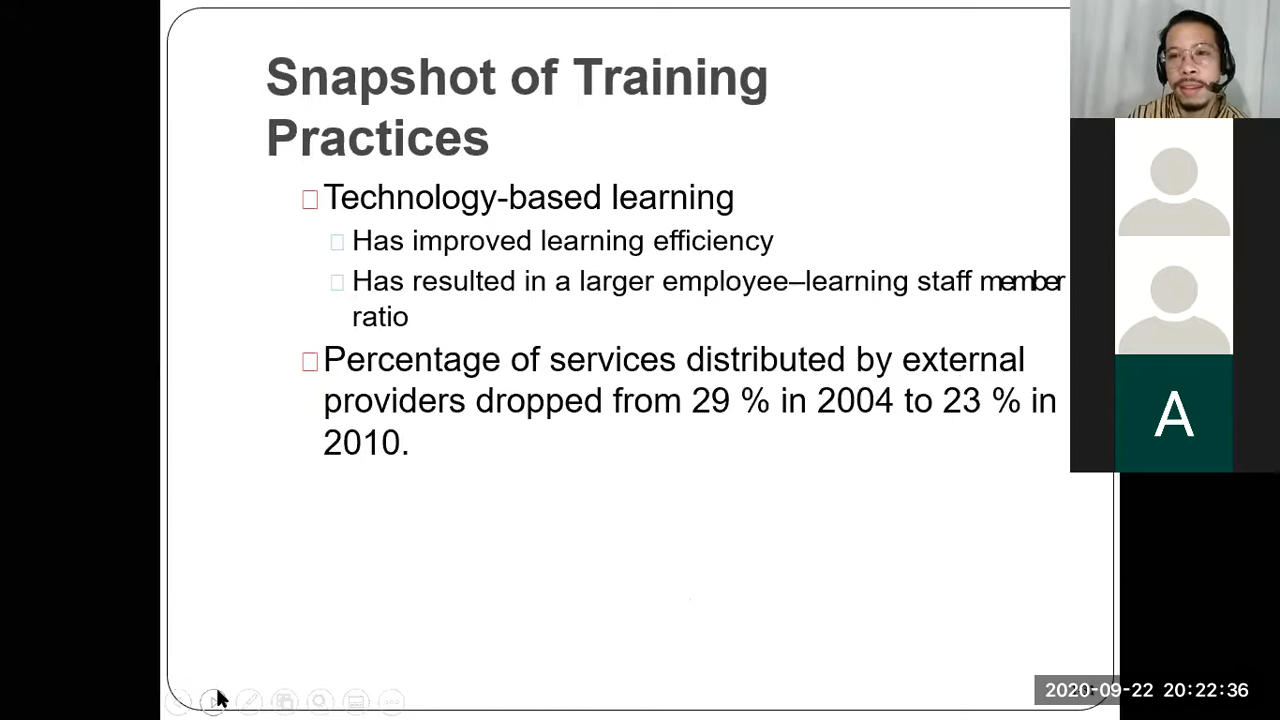 Snapshot of Training
Practices
Technology-based learning
Has improved learning efficiency
Has resulted in a larger employee–learning staff member
ratio
Percentage of services distributed by external
providers dropped from 29 % in 2004 to 23 % in
2010.
A
2020-09-22 20:22:36